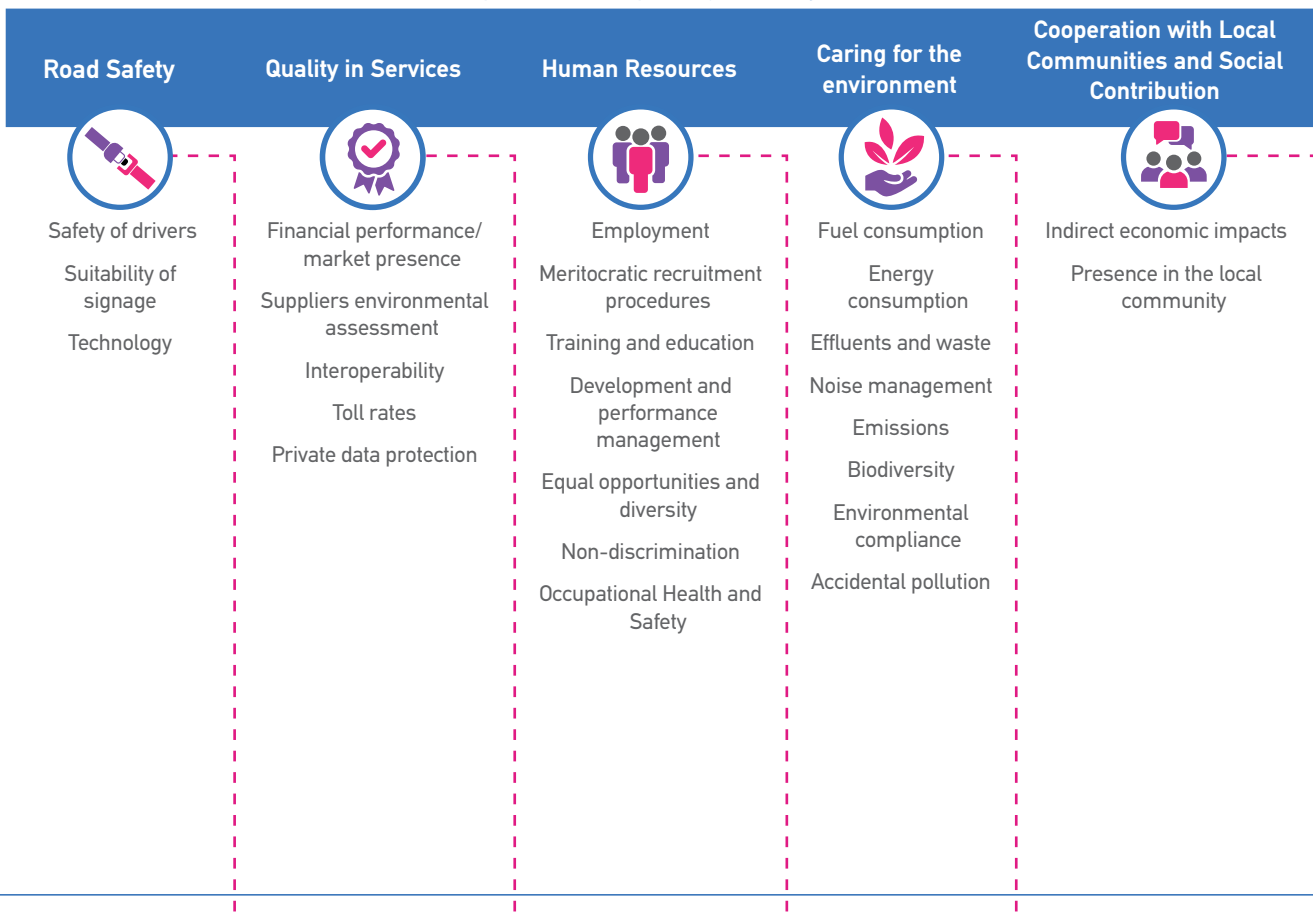 Road Safety
Safety of drivers
Suitability of
signage
Technology
Quality in Services
Financial performance/
market presence
Suppliers environmental
assessment
Interoperability
Toll rates
Private data protection
Human Resources
Employment
Meritocratic recruitment
procedures
Training and education
Development and
performance
management
Equal opportunities and
diversity
Non-discrimination
Occupational Health and
Safety
Caring for the
environment
Fuel consumption
Energy
consumption
Effluents and waste
Noise management
Emissions
Biodiversity
Environmental
compliance
Accidental pollution
Cooperation with Local
Communities and Social
Contribution
Indirect economic impacts
Presence in the local
community